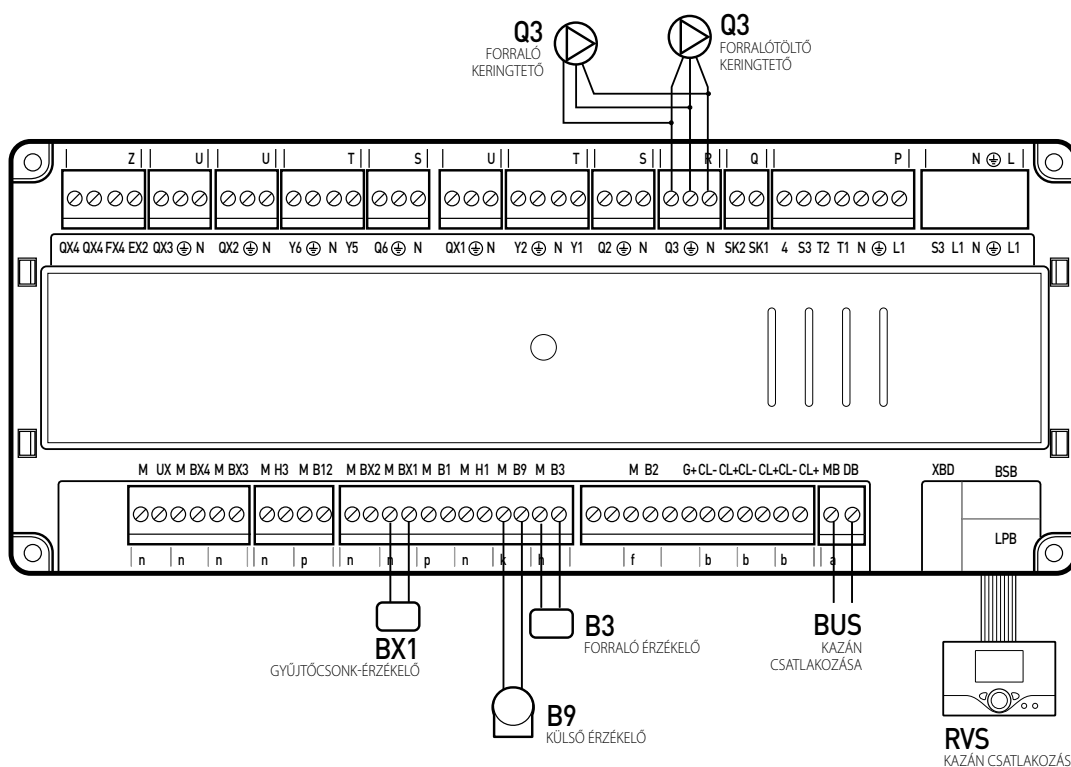 Q3
FORRALÓ
KERINGTETŐ
Q3
FORRALÓTÖLTŐ
KERINGTETŐ
Z U U T S U T S R Q P N L
QX4 QX4 FX4 EX2 QX3 N QX2 N Y6 N Y5 Q6 N QX1 N Y2 N Y1 Q2 N Q3 N SK2 SK1 4 S3 T2 T1 N L1 S3 L1 N L1
M UX M BX4 M BX3 M H3 M B12 M BX2 M BX1 M B1 M H1 M B9 M B3 M B2 G+ CL- CL+ CL- CL+ CL- CL+ MB DB XBD BSB
LPB
n n n n p n n p n k h f b b b a
BX1
GYŰJTŐCSONK-ÉRZÉKELŐ
B3
FORRALÓ ÉRZÉKELŐ
B9
KÜLSŐ ÉRZÉKELŐ
BUS
KAZÁN
CSATLAKOZÁSA
RVS
KAZÁN CSATLAKOZÁS